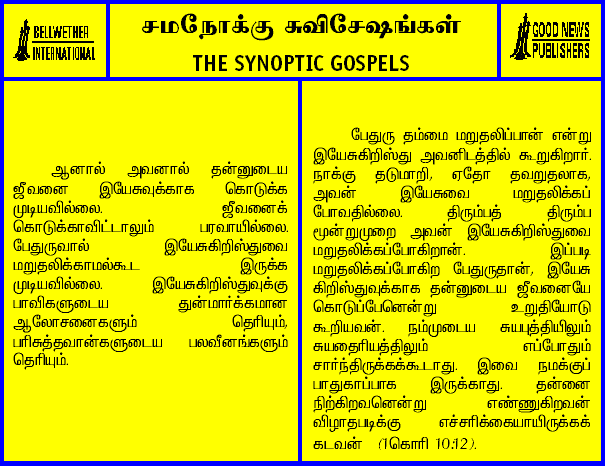 BELLWETHER
INTERNATIONAL
சமநோக்கு சுவிசேஷங்கள்
THE SYNOPTIC GOSPELS
GOOD NEWS
PUBLISHERS
ஆனால் அவனால் தன்னுடைய
ஜீவனை இயேசுவுக்காக கொடுக்க
முடியவில்லை. ஜீவனைக்
கொடுக்காவிட்டாலும் பரவாயில்லை.
பேதுருவால் இயேசுகிறிஸ்துவை
மறுதலிக்காமல்கூட இருக்க
முடியவில்லை. இயேசுகிறிஸ்துவுக்கு
பாவிகளுடைய துன்மார்க்கமான
ஆலோசனைகளும் தெரியும்,
பரிசுத்தவான்களுடைய பலவீனங்களும்
தெரியும்.
பேதுரு தம்மை மறுதலிப்பான் என்று
இயேசுகிறிஸ்து அவனிடத்தில் கூறுகிறார்.
நாக்கு தடுமாறி, ஏதோ தவறுதலாக,
அவன் இயேசுவை மறுதலிக்கப்
போவதில்லை. திரும்பத் திரும்ப
மூன்றுமுறை அவன் இயேசுகிறிஸ்துவை
மறுதலிக்கப்போகிறான். இப்படி
மறுதலிக்கப்போகிற பேதுருதான், இயேசு
கிறிஸ்துவுக்காக தன்னுடைய ஜீவனையே
கொடுப்பேனென்று உறுதியோடு
கூறியவன். நம்முடைய சுயபுத்தியிலும்
சுயதைரியத்திலும் எப்போதும்
சார்ந்திருக்கக்கூடாது. இவை நமக்குப்
பாதுகாப்பாக இருக்காது. தன்னை
நிற்கிறவனென்று எண்ணுகிறவன்
விழாதபடிக்கு எச்சரிக்கையாயிருக்கக்
கடவன் (1கொரி 10:12).